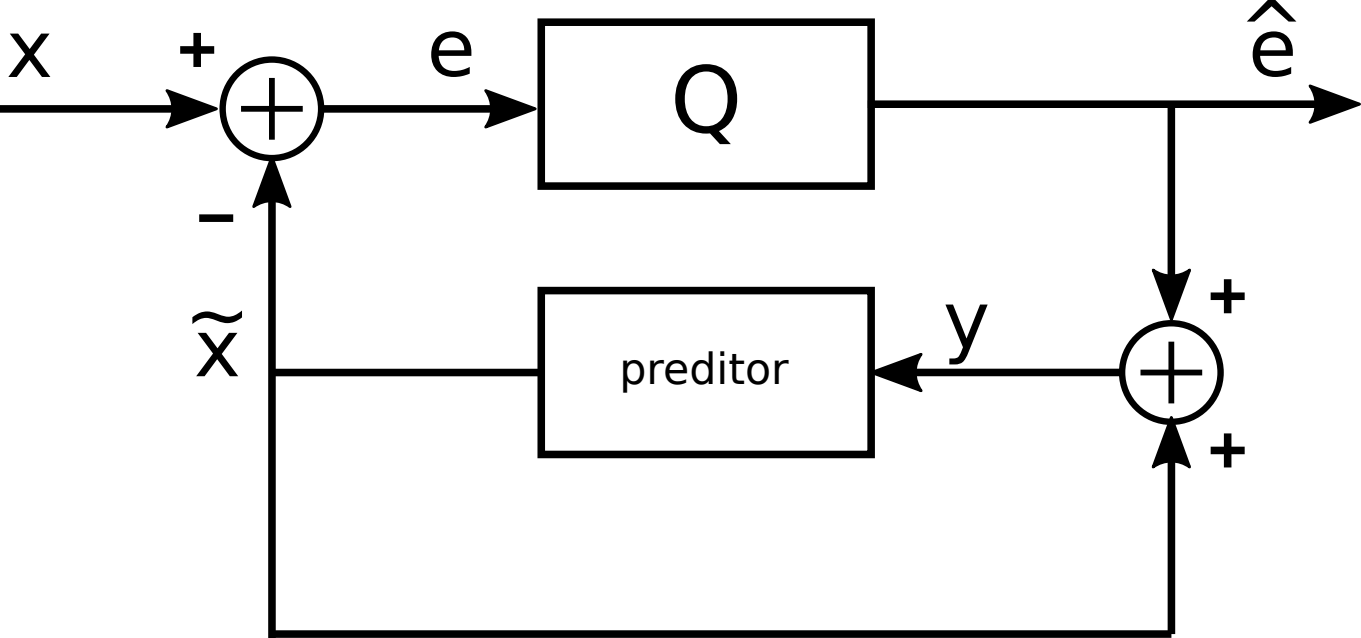 x + e Q ê
−
x̃ preditor y +
+